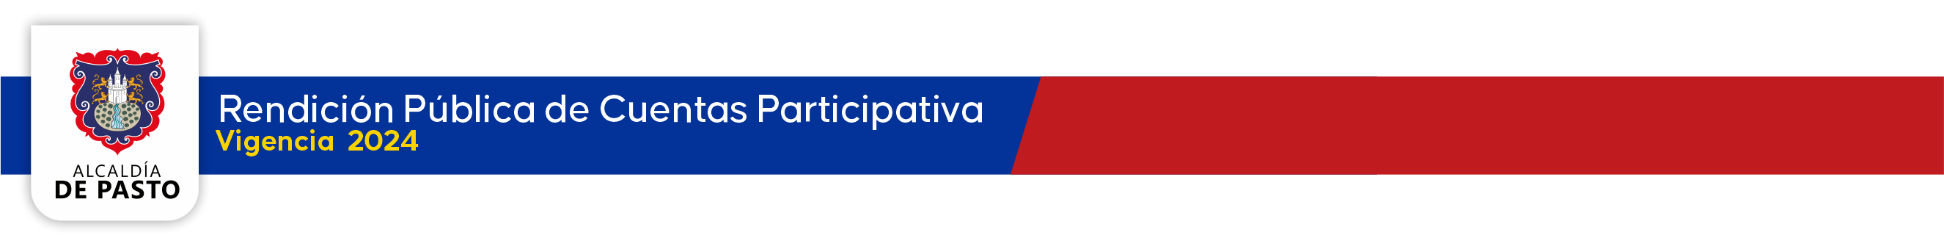 Rendición Pública de Cuentas Participativa
Vigencia 2024
ALCALDÍA
DE PASTO